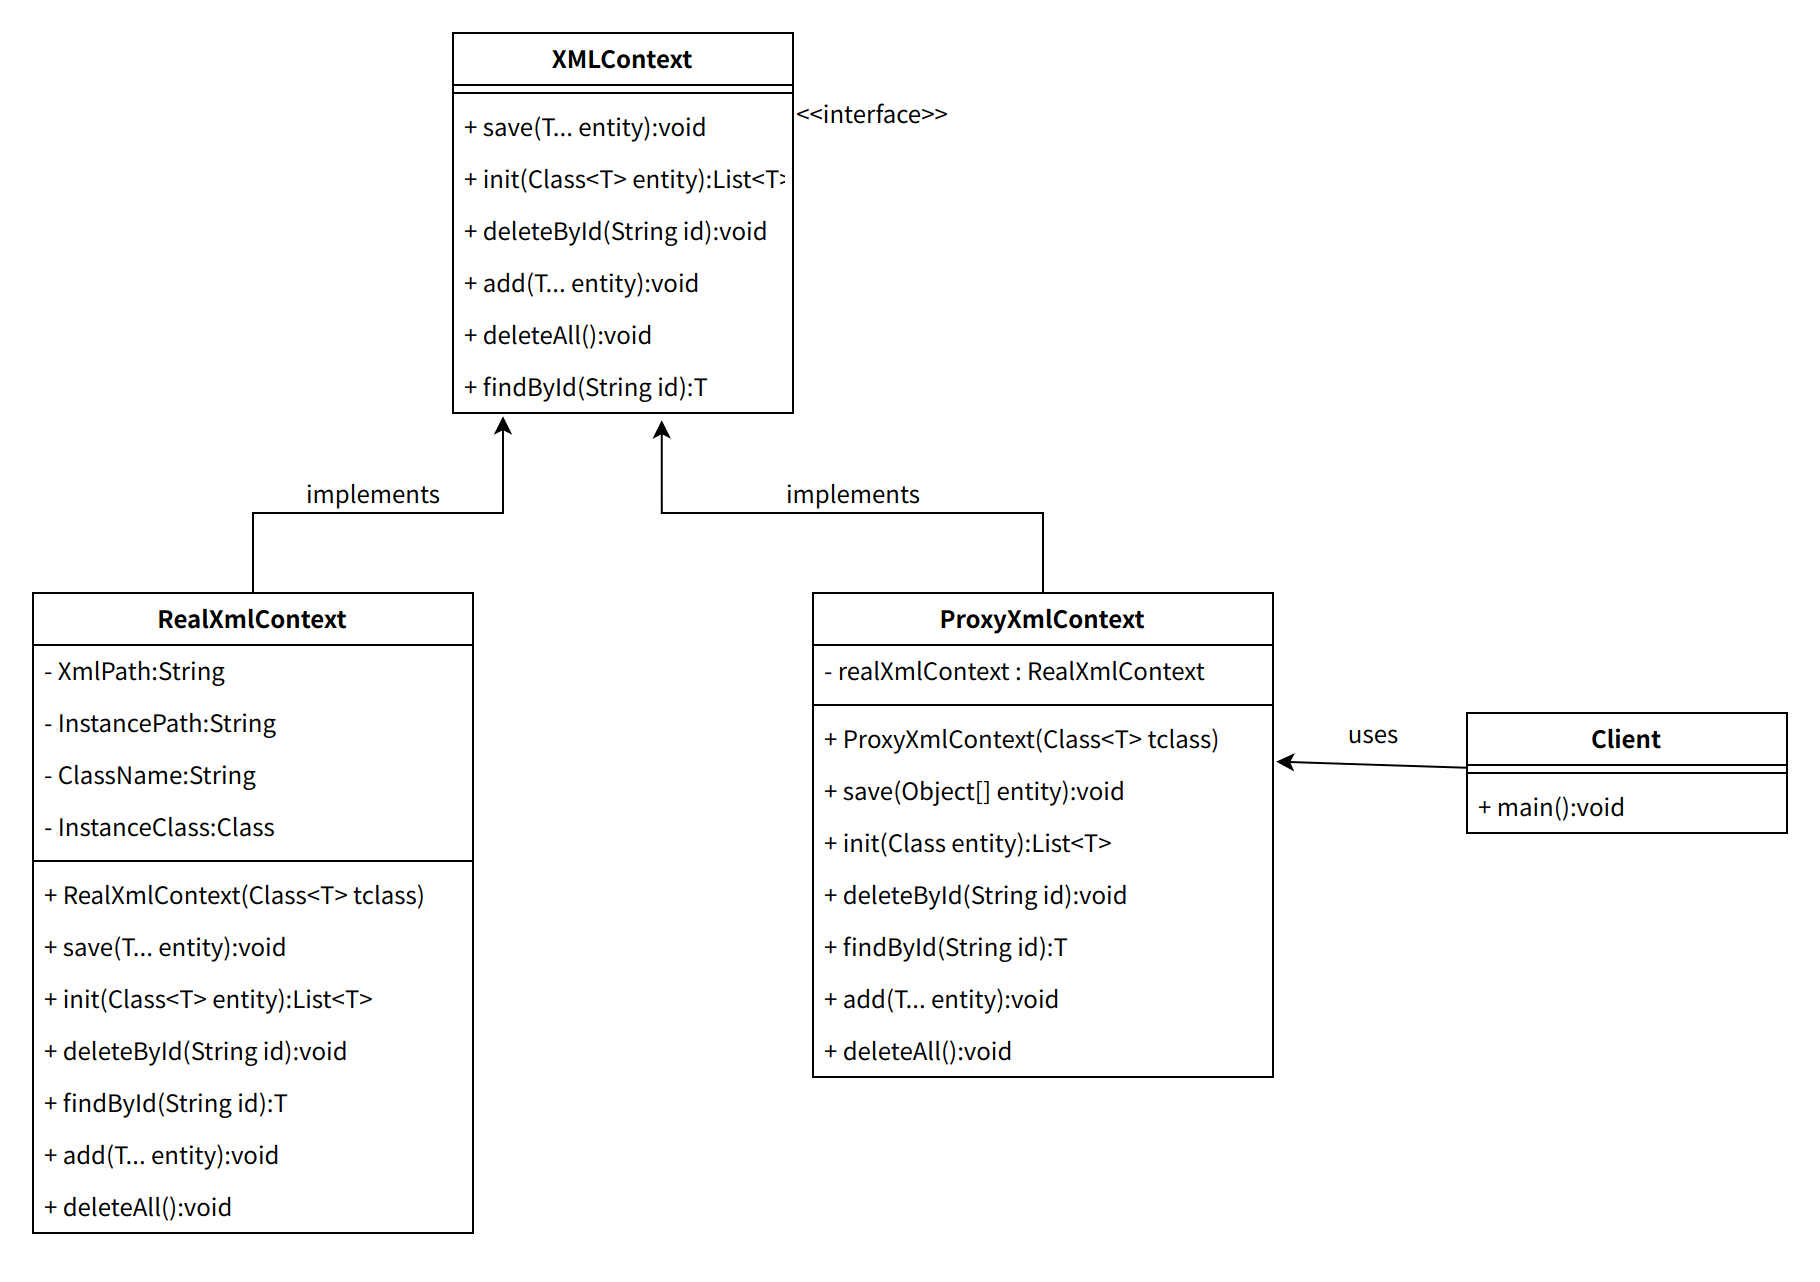 XMLContext
<<interface>>
+ save(T... entity):void
+ init(Class<T> entity):List<T>
+ deleteById(String id):void
+ add(T... entity):void
+ deleteAll():void
+ findById(String id):T
implements
implements
RealXmlContext
- XmlPath:String
- InstancePath:String
- ClassName:String
- InstanceClass:Class
+ RealXmlContext(Class<T> tclass)
+ save(T... entity):void
+ init(Class<T> entity):List<T>
+ deleteById(String id):void
+ findById(String id):T
+ add(T... entity):void
+ deleteAll():void
ProxyXmlContext
- realXmlContext : RealXmlContext
+ ProxyXmlContext(Class<T> tclass)
+ save(Object[] entity):void
+ init(Class entity):List<T>
+ deleteById(String id):void
+ findById(String id):T
+ add(T... entity):void
+ deleteAll():void
uses
Client
+ main():void